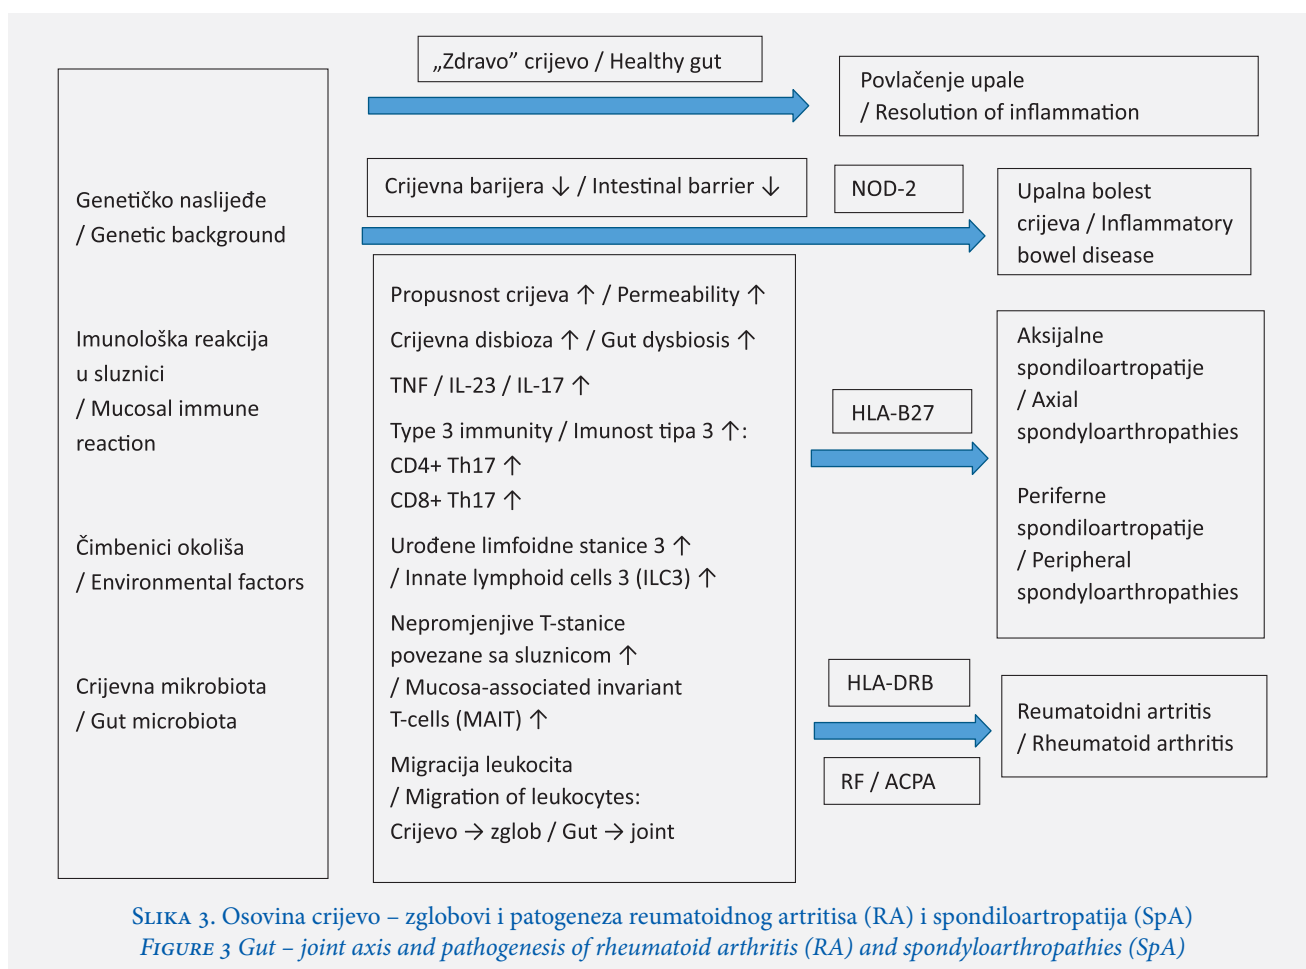 „Zdravo” crijevo / Healthy gut
Povlačenje upale
/ Resolution of inflammation
Genetičko naslijeđe
/ Genetic background
Imunološka reakcija
u sluznici
/ Mucosal immune
reaction
Čimbenici okoliša
/ Environmental factors
Crijevna mikrobiota
/ Gut microbiota
Crijevna barijera ↓ / Intestinal barrier ↓
NOD-2
Upalna bolest
crijeva / Inflammatory
bowel disease
Propusnost crijeva ↑ / Permeability ↑
Crijevna disbioza ↑ / Gut dysbiosis ↑
TNF / IL-23 / IL-17 ↑
Type 3 immunity / Imunost tipa 3 ↑:
CD4+ Th17 ↑
CD8+ Th17 ↑
Urođene limfoidne stanice 3 ↑
/ Innate lymphoid cells 3 (ILC3) ↑
Nepromjenjive T-stanice
povezane sa sluznicom ↑
/ Mucosa-associated invariant
T-cells (MAIT) ↑
Migracija leukocita
/ Migration of leukocytes:
Crijevo → zglob / Gut → joint
HLA-B27
Aksijalne
spondiloartropatije
/ Axial
spondyloarthropathies
Periferne
spondiloartropatije
/ Peripheral
spondyloarthropathies
HLA-DRB
RF / ACPA
Reumatoidni artritis
/ Rheumatoid arthritis
Slika 3. Osovina crijevo – zglobovi i patogeneza reumatoidnog artritisa (RA) i spondiloartropatija (SpA)
Figure 3 Gut – joint axis and pathogenesis of rheumatoid arthritis (RA) and spondyloarthropathies (SpA)